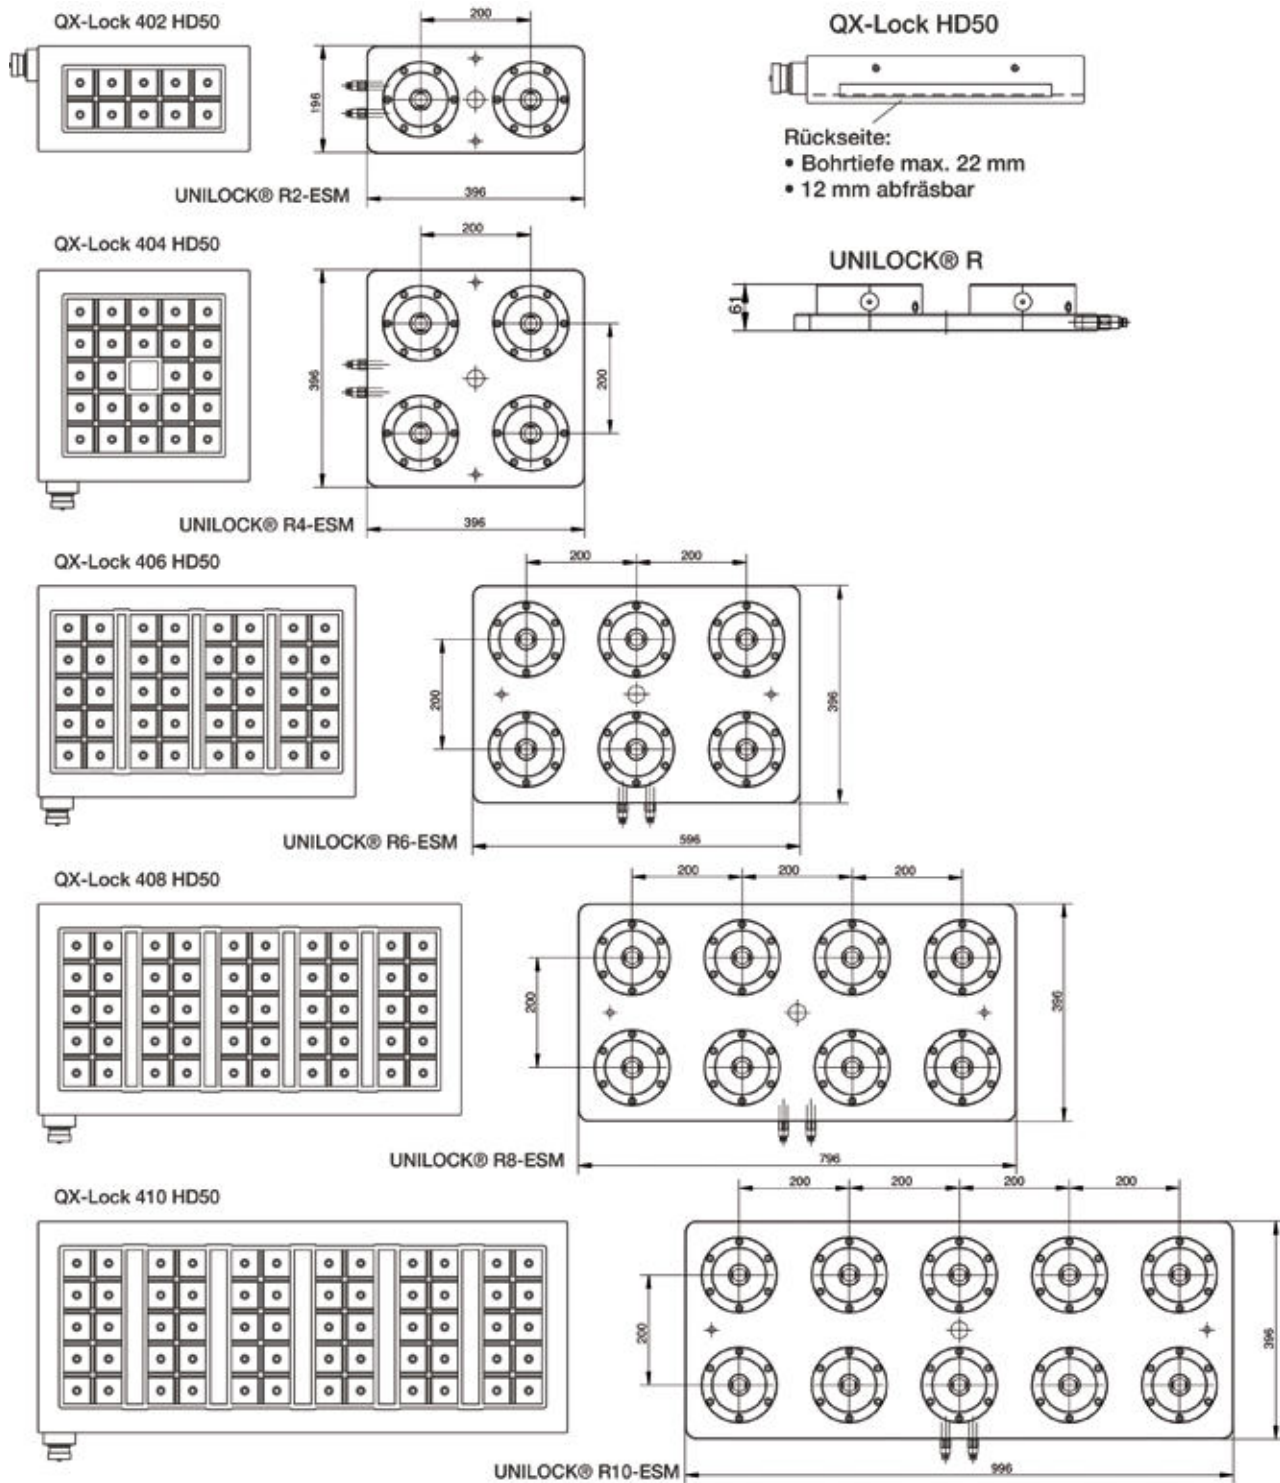 QX-Lock 402 HD50
200
196
396
UNILOCK® R2-ESM
QX-Lock HD50
Rückseite:
• Bohrtiefe max. 22 mm
• 12 mm abfräsbar
QX-Lock 404 HD50
200
396
200
396
UNILOCK® R4-ESM
UNILOCK® R
61
QX-Lock 406 HD50
200
200
200
396
596
UNILOCK® R6-ESM
QX-Lock 408 HD50
200
200
200
200
396
796
UNILOCK® R8-ESM
QX-Lock 410 HD50
200
200
200
200
200
396
996
UNILOCK® R10-ESM